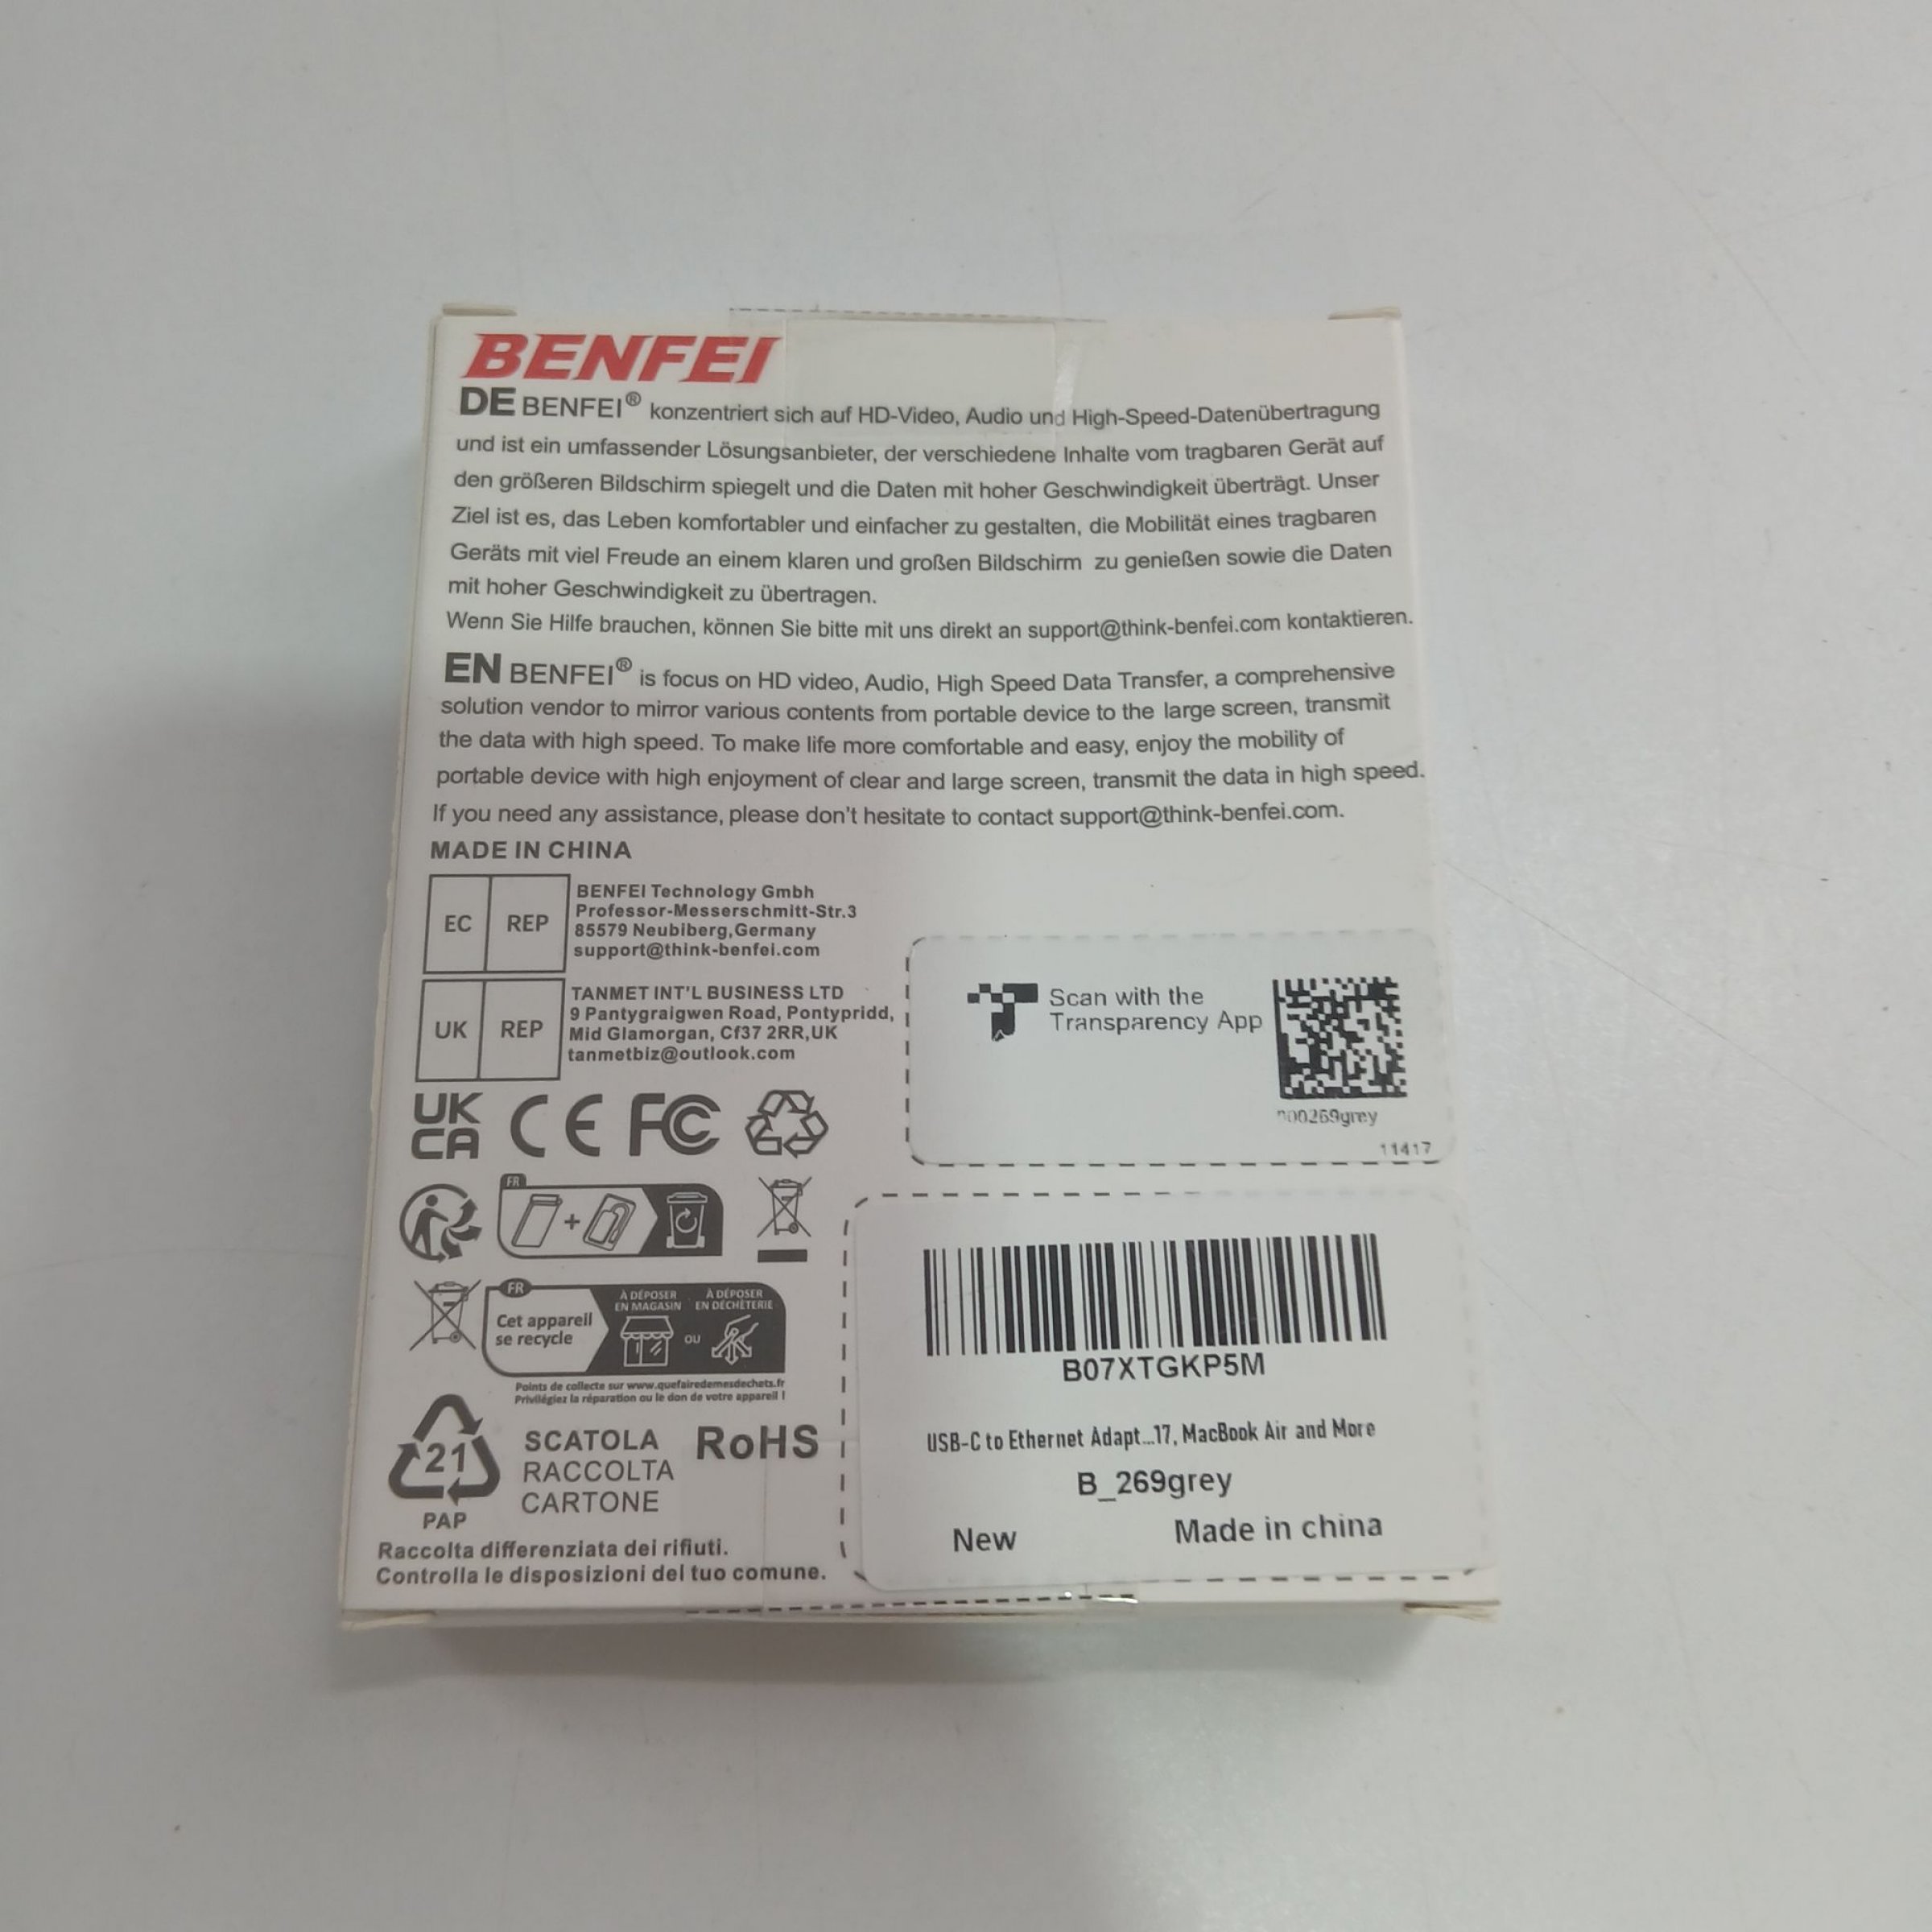 BENFEI
DE BENFEI® konzentriert sich auf HD-Video, Audio und High-Speed-Datenübertragung
und ist ein umfassender Lösungsanbieter, der verschiedene Inhalte vom tragbaren Gerät auf
den größeren Bildschirm spiegelt und die Daten mit hoher Geschwindigkeit überträgt. Unser
Ziel ist es, das Leben komfortabler und einfacher zu gestalten, die Mobilität eines tragbaren
Geräts mit viel Freude an einem klaren und großen Bildschirm zu genießen sowie die Daten
mit hoher Geschwindigkeit zu übertragen.
Wenn Sie Hilfe brauchen, können Sie bitte mit uns direkt an support@think-benfei.com kontaktieren.
EN BENFEI® is focus on HD video, Audio, High Speed Data Transfer, a comprehensive
solution vendor to mirror various contents from portable device to the large screen, transmit
the data with high speed. To make life more comfortable and easy, enjoy the mobility of
portable device with high enjoyment of clear and large screen, transmit the data in high speed.
If you need any assistance, please don't hesitate to contact support@think-benfei.com.
MADE IN CHINA
EC REP
BENFEI Technology Gmbh
Professor-Messerschmitt-Str.3
85579 Neubiberg,Germany
support@think-benfei.com
UK REP
TANMET INT'L BUSINESS LTD
9 Pantygraigwen Road, Pontypridd,
Mid Glamorgan, Cf37 2RR,UK
tanmetbiz@outlook.com
UK
CA
CE FC
FR
+
FR
Cet appareil
se recycle
À DÉPOSER
EN MAGASIN
OU
À DÉPOSER
EN DÉCHÈTERIE
Points de collecte sur www.quefairedemesdechets.fr
Privilégiez la réparation ou le don de votre appareil !
21
PAP
SCATOLA
RACCOLTA
CARTONE
RoHS
Raccolta differenziata dei rifiuti.
Controlla le disposizioni del tuo comune.
Scan with the
Transparency App
11417
B07XTGKP5M
USB-C to Ethernet Adapt...17, MacBook Air and More
B_269grey
New
Made in china